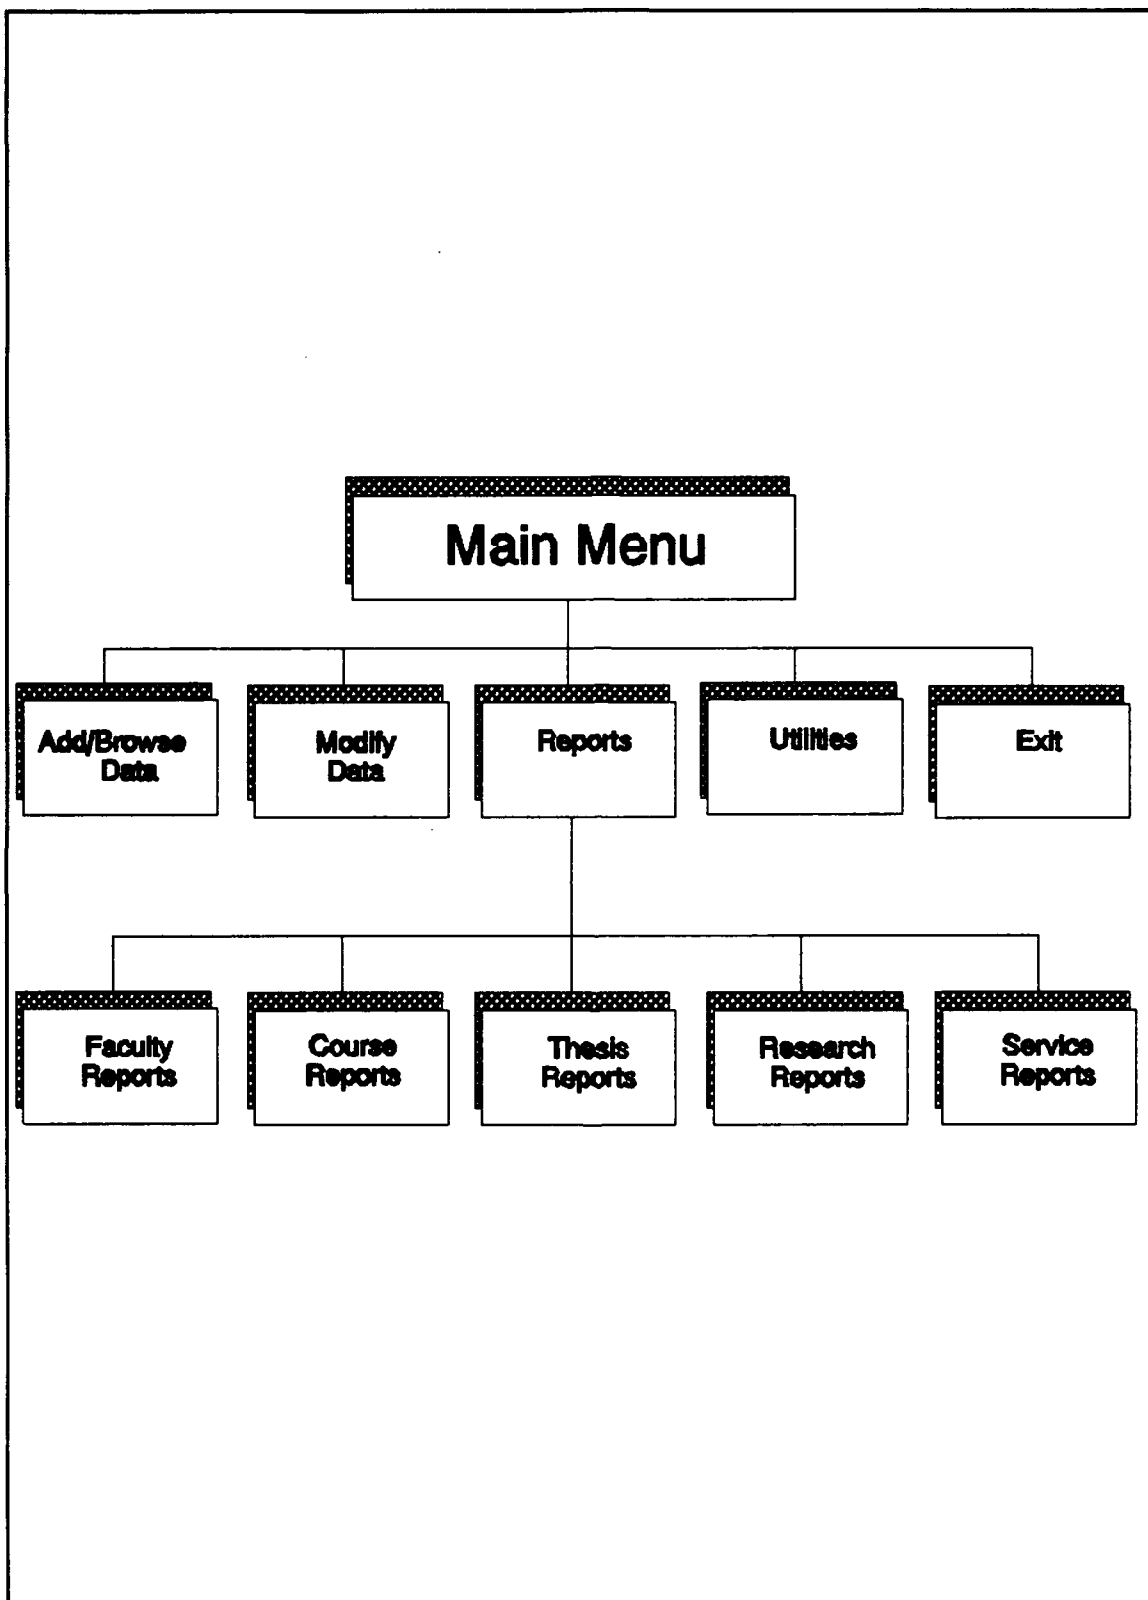 Main Menu
Add/Browse
Data
Modify
Data
Reports
Utilities
Exit
Faculty
Reports
Course
Reports
Thesis
Reports
Research
Reports
Service
Reports